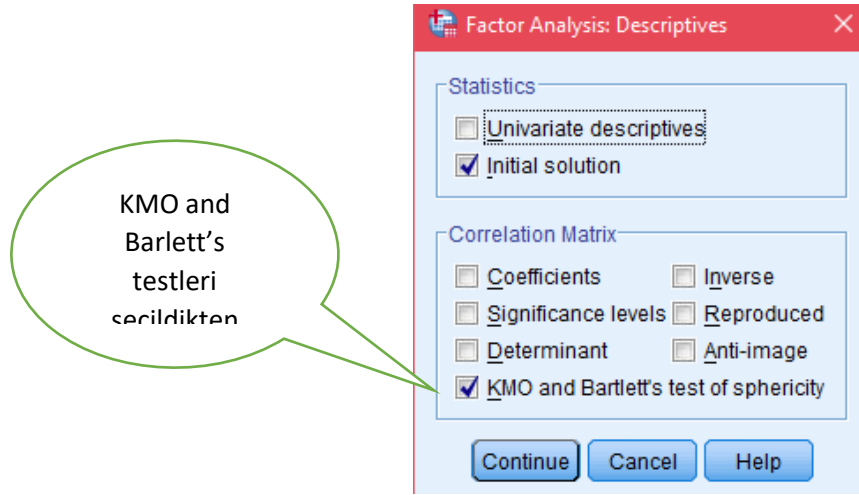 Factor Analysis: Descriptives
Statistics
Univariate descriptives
Initial solution
KMO and
Barlett’s
testleri
seçildikten
Correlation Matrix
Coefficients Inverse
Significance levels Reproduced
Determinant Anti-image
KMO and Bartlett's test of sphericity
Continue Cancel Help